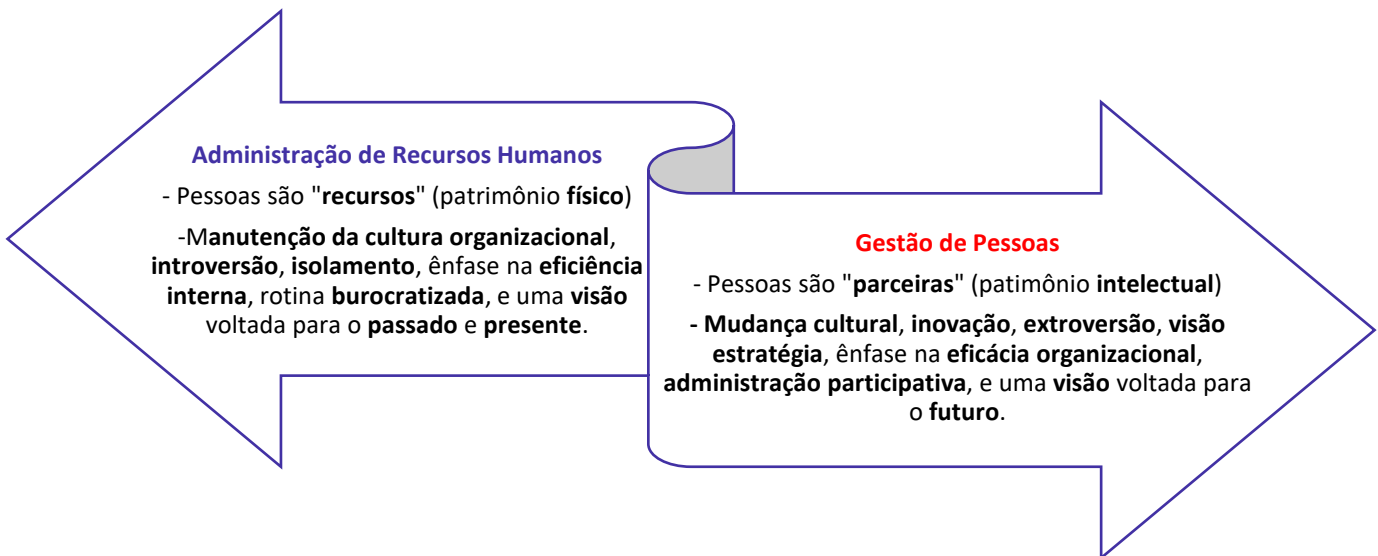 Administração de Recursos Humanos
- Pessoas são "recursos" (patrimônio físico)
-Manutenção da cultura organizacional,
introversão, isolamento, ênfase na eficiência
interna, rotina burocratizada, e uma visão
voltada para o passado e presente.
Gestão de Pessoas
- Pessoas são "parceiras" (patimônio intelectual)
- Mudança cultural, inovação, extroversão, visão
estratégia, ênfase na eficácia organizacional,
administração participativa, e uma visão voltada para
o futuro.